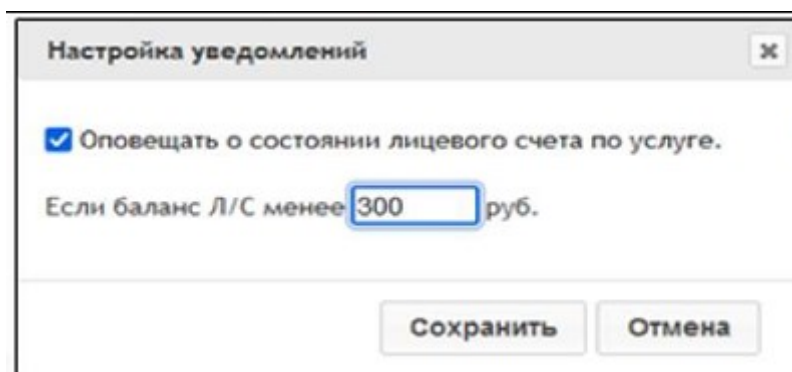 Настройка уведомлений
Оповещать о состоянии лицевого счета по услуге.
Если баланс Л/С менее 300 руб.
Сохранить Отмена